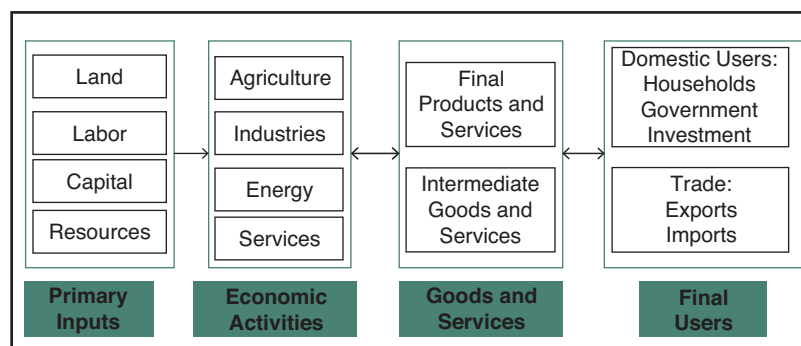 Land
Labor
Capital
Resources
Primary
Inputs
Agriculture
Industries
Energy
Services
Economic
Activities
Final
Products and
Services
Intermediate
Goods and
Services
Goods and
Services
Domestic Users:
Households
Government
Investment
Trade:
Exports
Imports
Final
Users